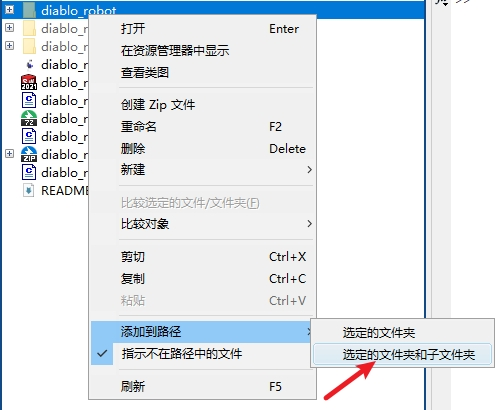 diablo_robot
>>
diablo_r
打开 Enter
diablo_r
在资源管理器中显示
diablo_r
查看类图
diablo_r
创建 Zip 文件
diablo_r
重命名 F2
diablo_r
删除 Delete
diablo_r
新建
diablo_r
README
比较选定的文件/文件夹(F)
比较对象
剪切 Ctrl+X
复制 Ctrl+C
粘贴 Ctrl+V
添加到路径
选定的文件夹
指示不在路径中的文件
选定的文件夹和子文件夹
刷新 F5